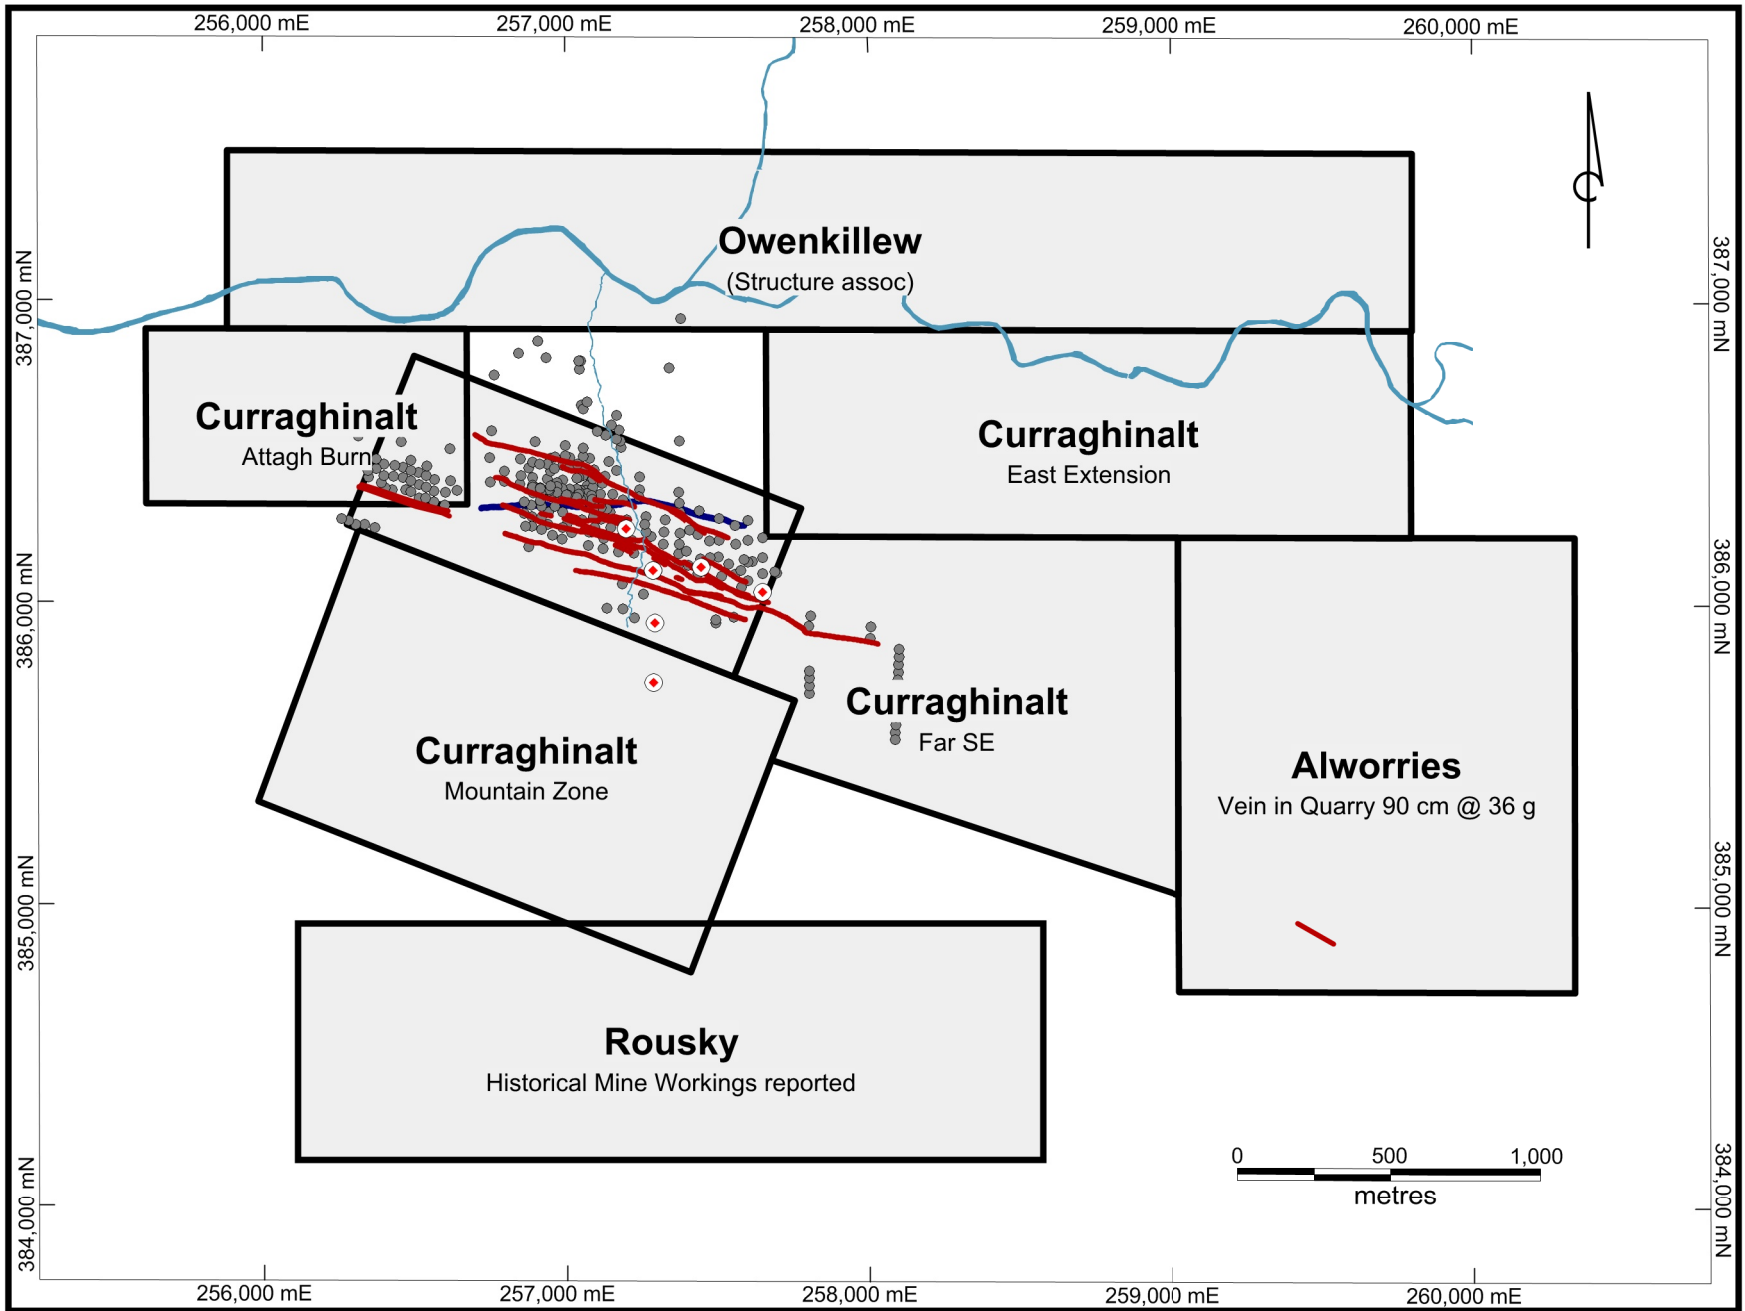 256,000 mE
257,000 mE
258,000 mE
259,000 mE
260,000 mE
387,000 mN
387,000 mN
Owenkillew
(Structure assoc)
Curraghinalt
Attagh Burn
Curraghinalt
East Extension
386,000 mN
386,000 mN
Curraghinalt
Far SE
Curraghinalt
Mountain Zone
Alworries
Vein in Quarry 90 cm @ 36 g
385,000 mN
385,000 mN
Rousky
Historical Mine Workings reported
0 500 1,000
metres
384,000 mN
384,000 mN
256,000 mE
257,000 mE
258,000 mE
259,000 mE
260,000 mE